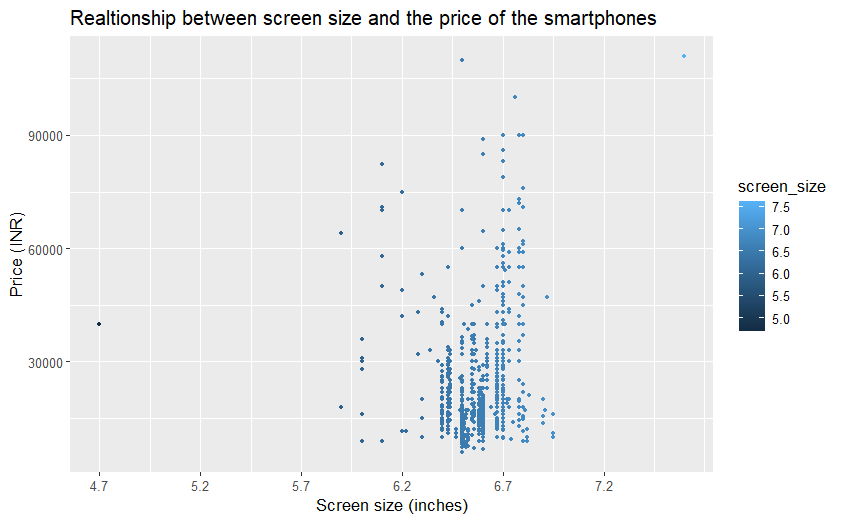 Realtionship between screen size and the price of the smartphones
90000
60000
30000
Price (INR)
4.7 5.2 5.7 6.2 6.7 7.2
Screen size (inches)
screen_size
7.5
7.0
6.5
6.0
5.5
5.0